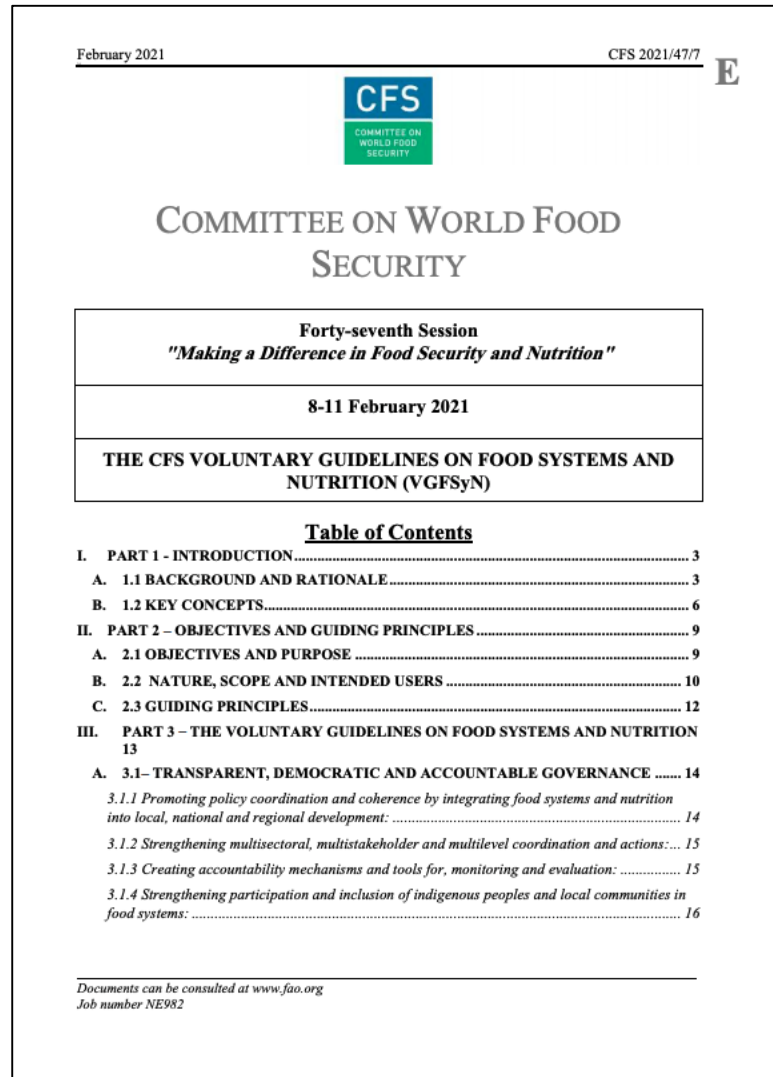 February 2021 CFS 2021/47/7
E
CFS
COMMITTEE ON
WORLD FOOD
SECURITY
COMMITTEE ON WORLD FOOD
SECURITY
Forty-seventh Session
"Making a Difference in Food Security and Nutrition"
8-11 February 2021
THE CFS VOLUNTARY GUIDELINES ON FOOD SYSTEMS AND
NUTRITION (VGFSyN)
Table of Contents
I. PART 1 - INTRODUCTION.......... 3
A. 1.1 BACKGROUND AND RATIONALE.......... 3
B. 1.2 KEY CONCEPTS.......... 6
II. PART 2 – OBJECTIVES AND GUIDING PRINCIPLES .......... 9
A. 2.1 OBJECTIVES AND PURPOSE .......... 9
B. 2.2 NATURE, SCOPE AND INTENDED USERS .......... 10
C. 2.3 GUIDING PRINCIPLES.......... 12
III. PART 3 – THE VOLUNTARY GUIDELINES ON FOOD SYSTEMS AND NUTRITION
13
A. 3.1– TRANSPARENT, DEMOCRATIC AND ACCOUNTABLE GOVERNANCE ....... 14
3.1.1 Promoting policy coordination and coherence by integrating food systems and nutrition
into local, national and regional development: .......... 14
3.1.2 Strengthening multisectoral, multistakeholder and multilevel coordination and actions:... 15
3.1.3 Creating accountability mechanisms and tools for, monitoring and evaluation: .......... 15
3.1.4 Strengthening participation and inclusion of indigenous peoples and local communities in
food systems: .......... 16
Documents can be consulted at www.fao.org
Job number NE982